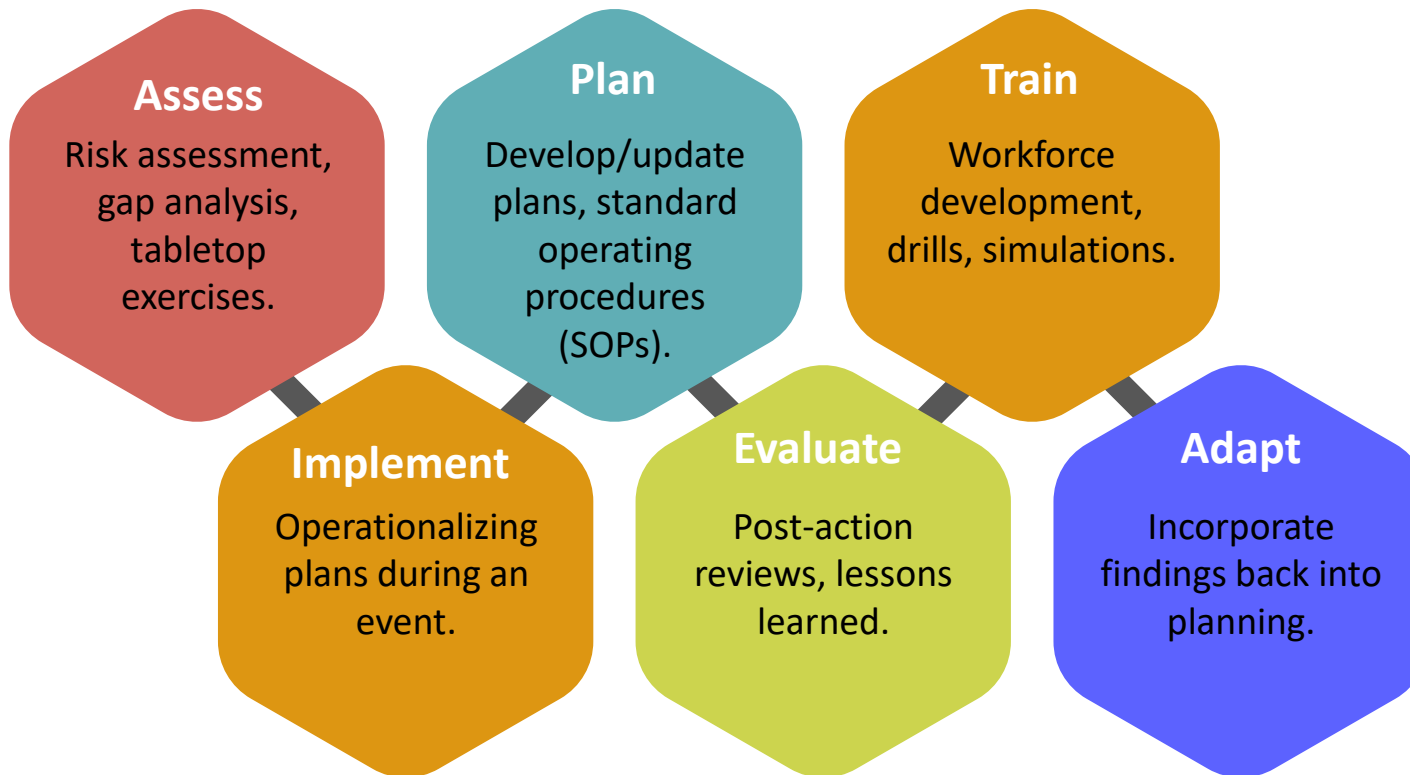 Assess
Risk assessment,
gap analysis,
tabletop
exercises.
Plan
Develop/update
plans, standard
operating
procedures
(SOPs).
Train
Workforce
development,
drills, simulations.
Implement
Operationalizing
plans during an
event.
Evaluate
Post-action
reviews, lessons
learned.
Adapt
Incorporate
findings back into
planning.